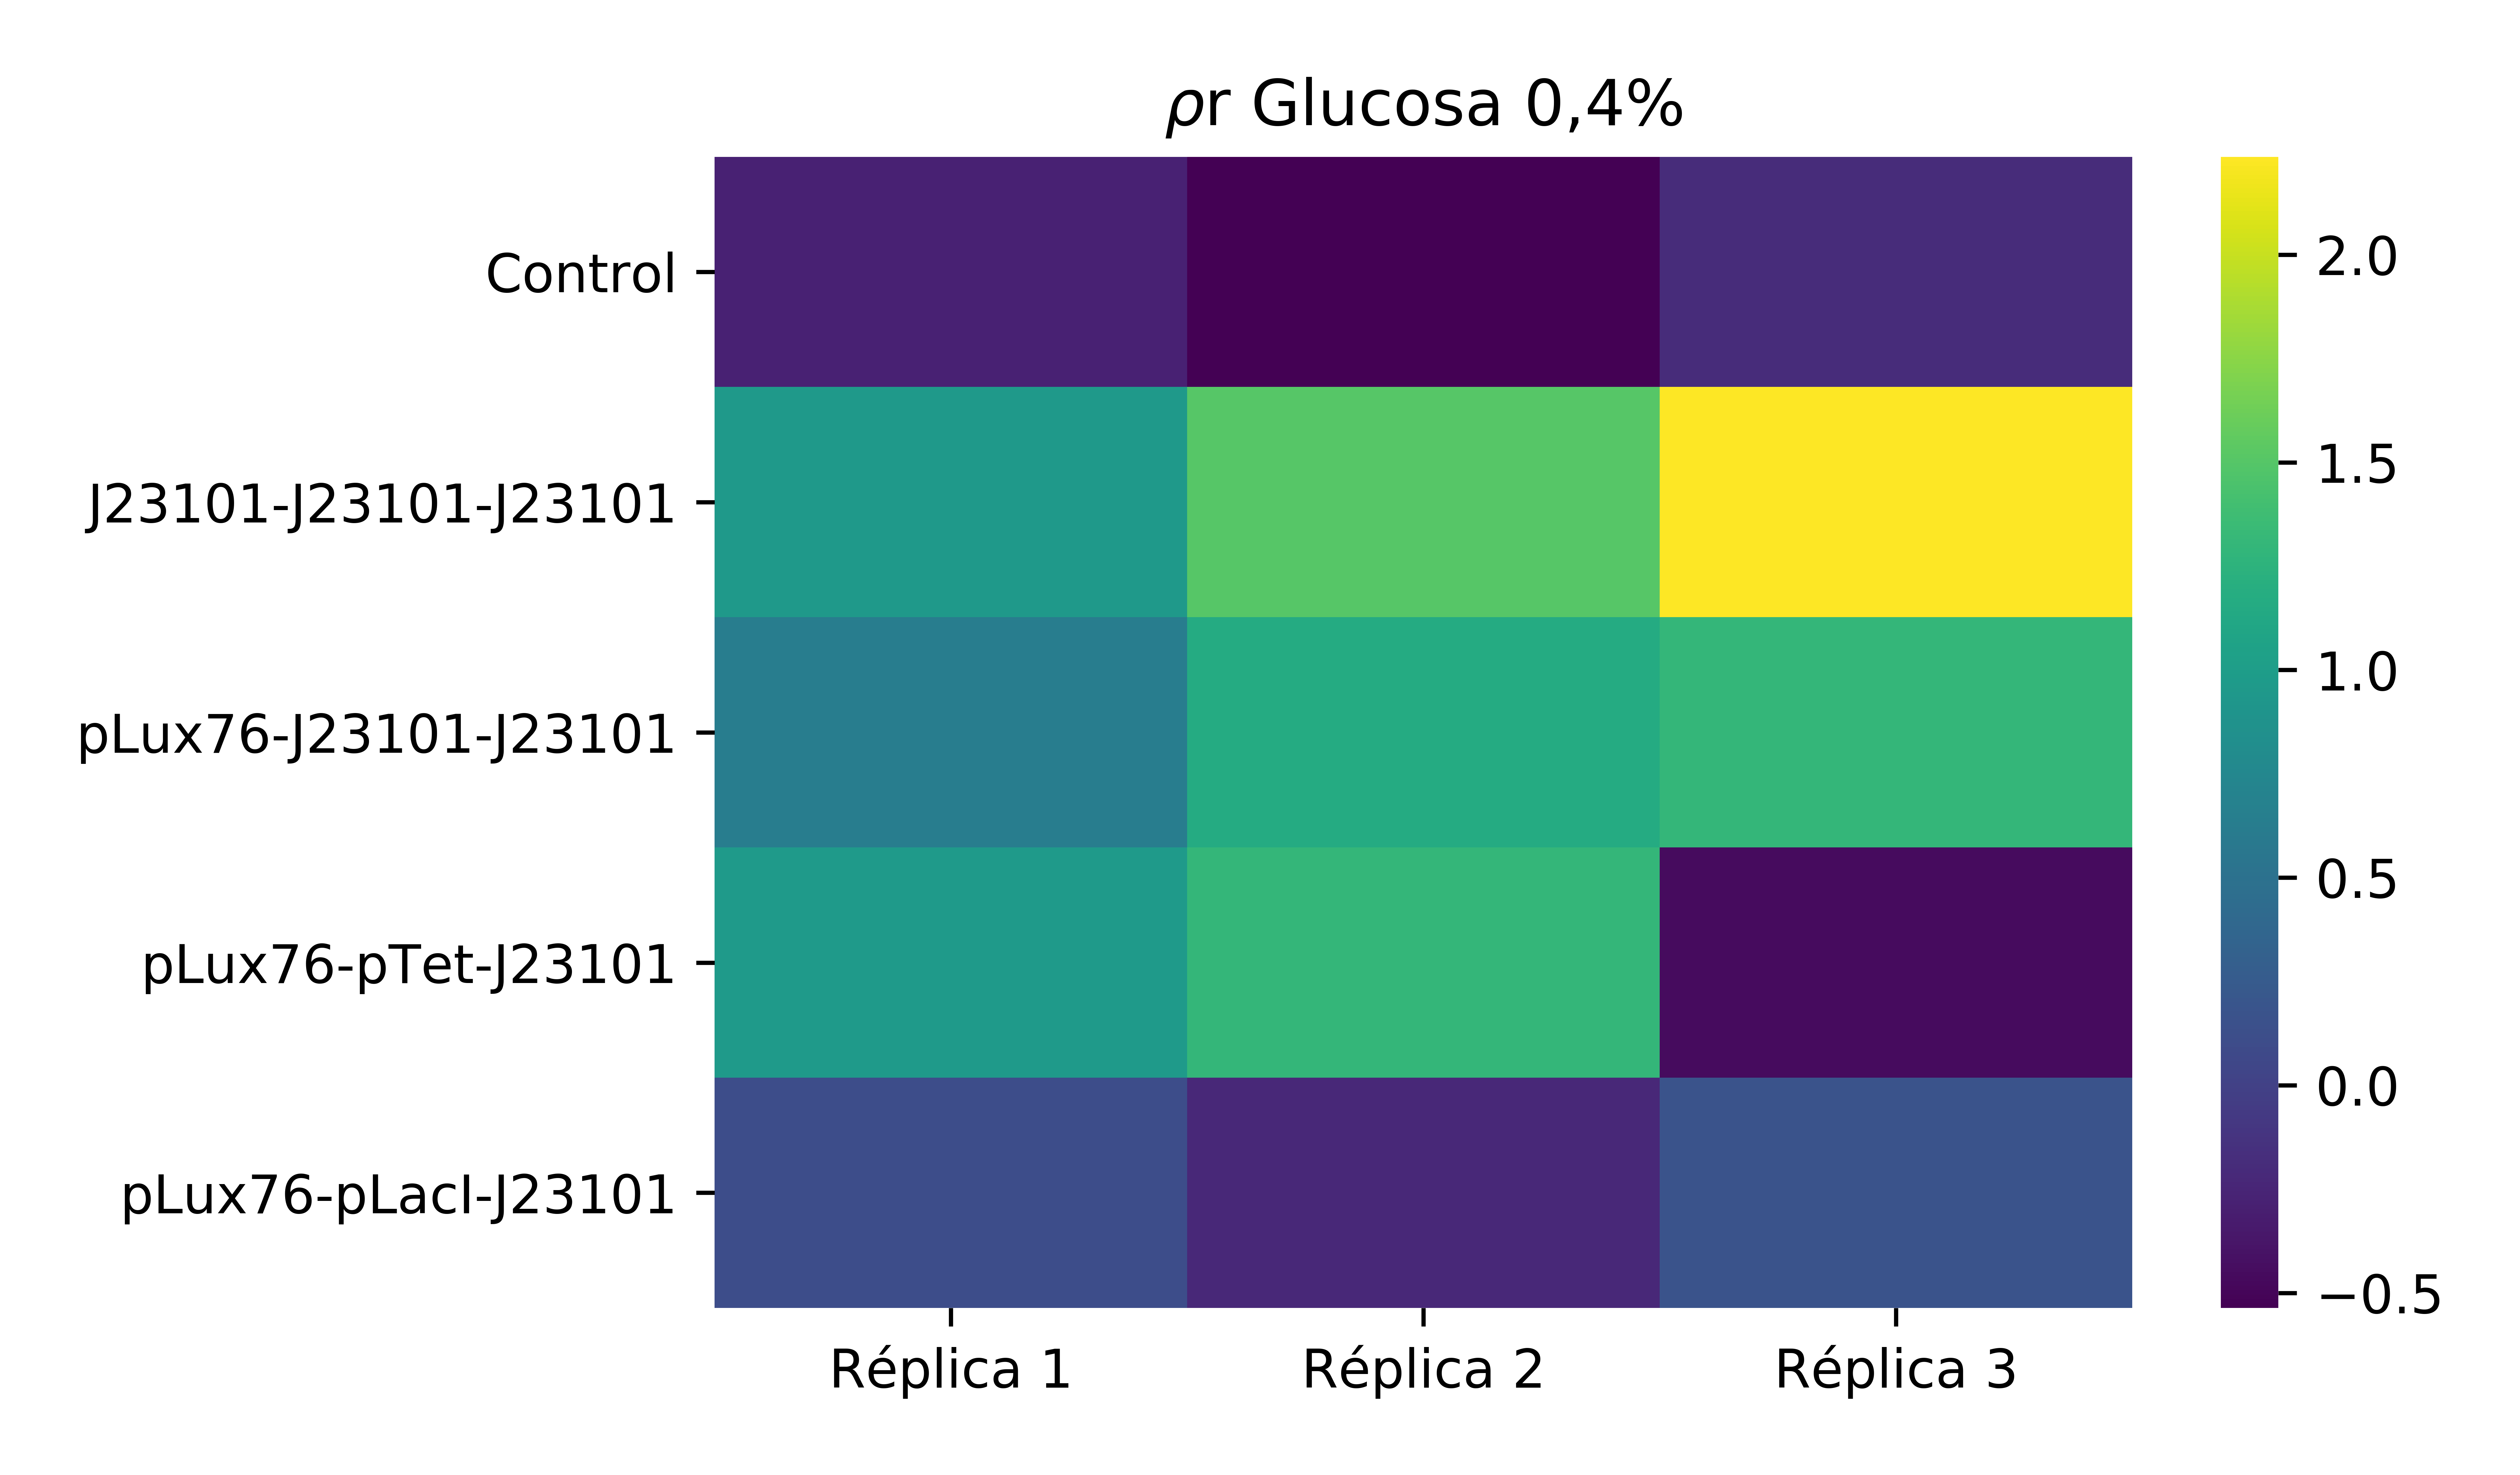 ρr Glucosa 0,4%
Control
J23101-J23101-J23101
pLux76-J23101-J23101
pLux76-pTet-J23101
pLux76-pLacI-J23101
Réplica 1
Réplica 2
Réplica 3
2.0
1.5
1.0
0.5
0.0
−0.5